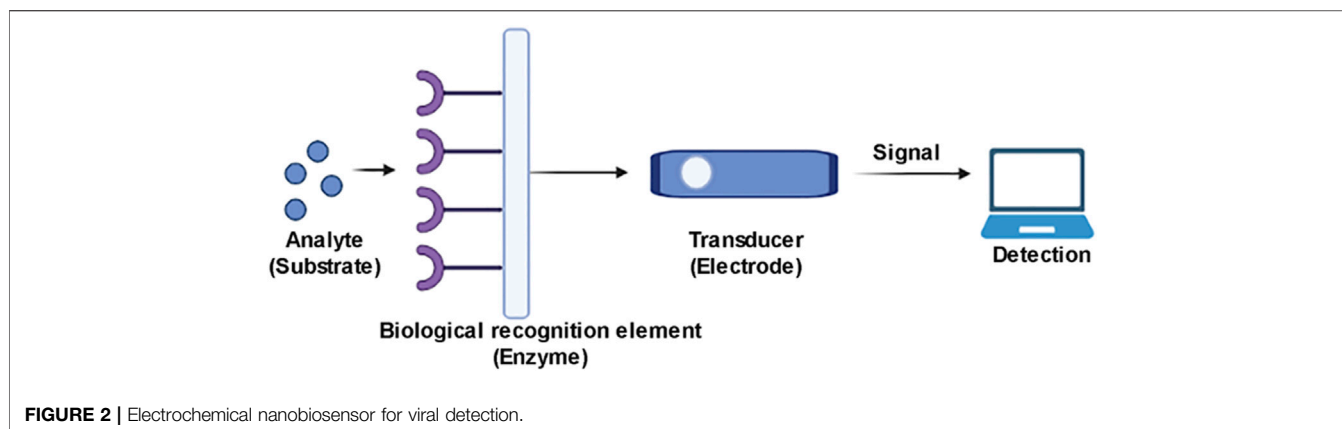 Analyte
(Substrate)
Biological recognition element
(Enzyme)
Transducer
(Electrode)
Signal
Detection
FIGURE 2 | Electrochemical nanobiosensor for viral detection.